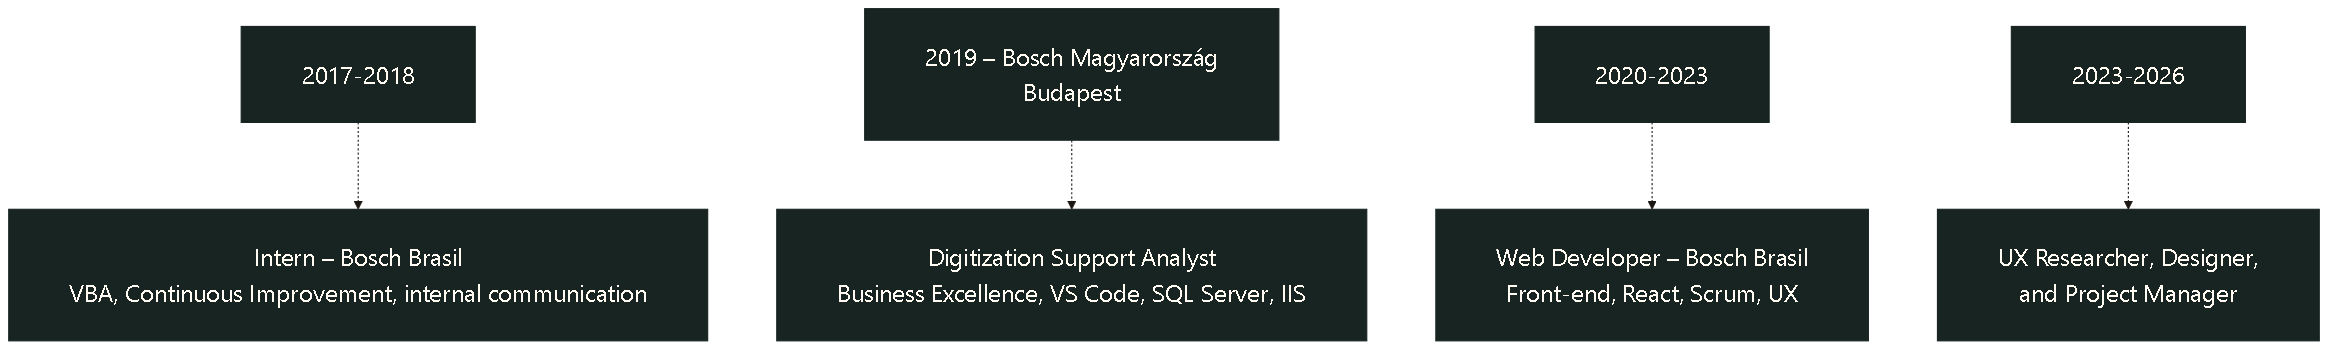 2017-2018
Intern – Bosch Brasil
VBA, Continuous Improvement, internal communication
2019 – Bosch Magyarország
Budapest
Digitization Support Analyst
Business Excellence, VS Code, SQL Server, IIS
2020-2023
Web Developer – Bosch Brasil
Front-end, React, Scrum, UX
2023-2026
UX Researcher, Designer,
and Project Manager